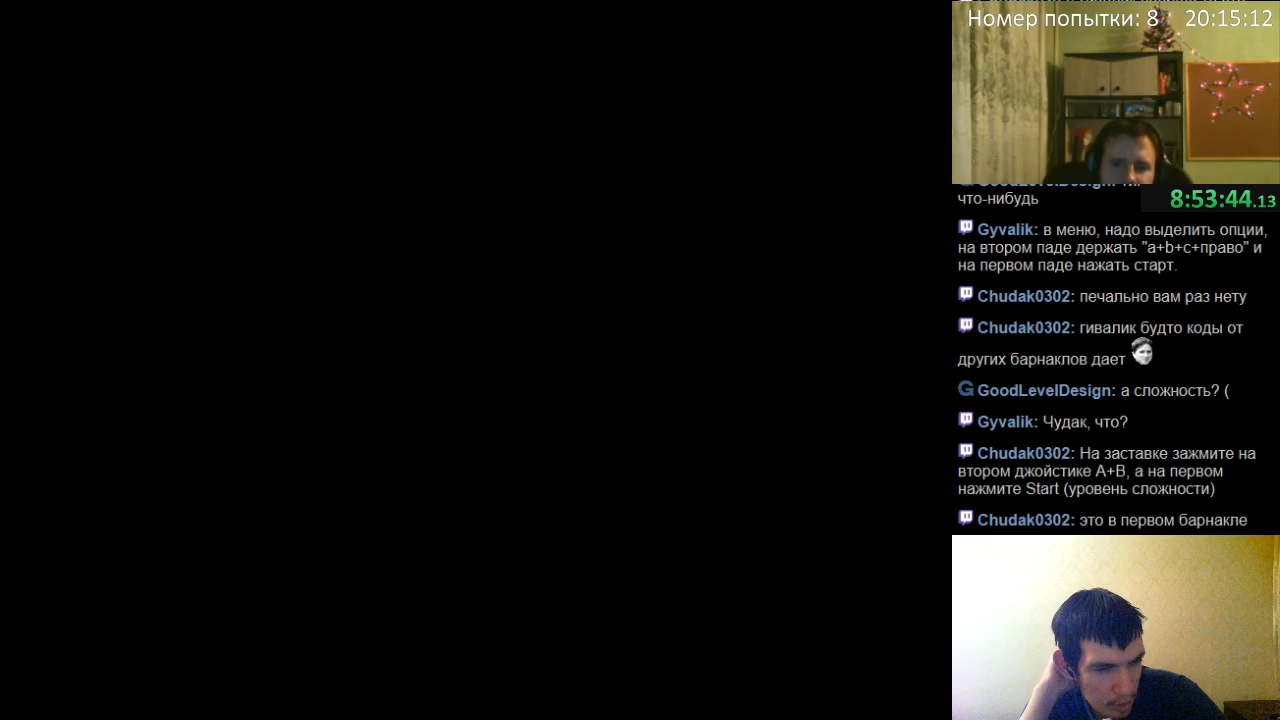 Номер попытки: 8 20:15:12
GoodLevelDesign:
8:53:44.13
что-нибудь
Gyvalik: в меню, надо выделить опции,
на втором паде держать "a+b+c+право" и
на первом паде нажать старт.
Chudak0302: печально вам раз нету
Chudak0302: гивалик будто коды от
других барнаклов дает
GoodLevelDesign: а сложность? (
Gyvalik: Чудак, что?
Chudak0302: На заставке зажмите на
втором джойстике A+B, а на первом
нажмите Start (уровень сложности)
Chudak0302: это в первом барнакле